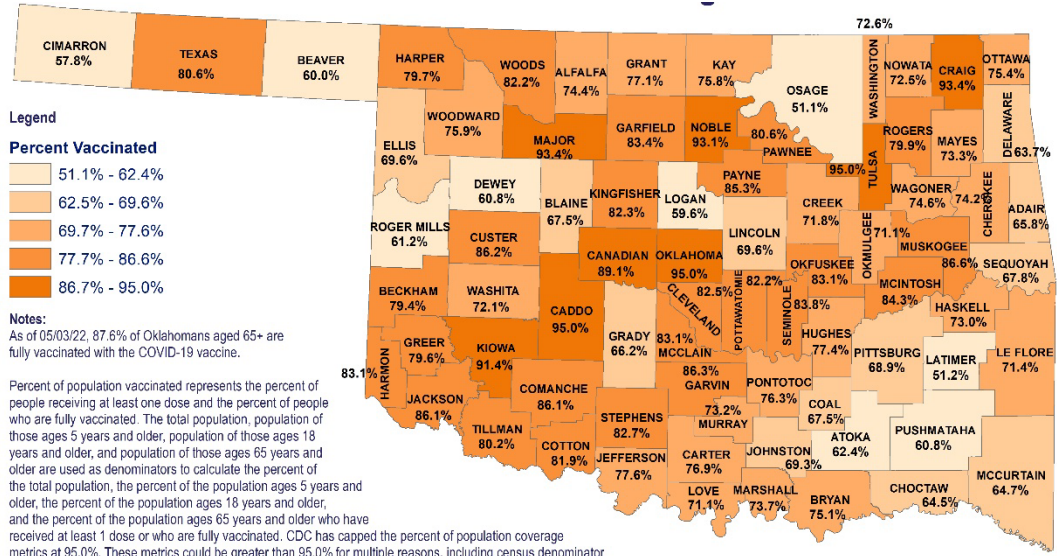 72.6%
CIMARRON
57.8%
TEXAS
80.6%
BEAVER
60.0%
HARPER
79.7%
WOODS
82.2%
ALFALFA
74.4%
GRANT
77.1%
KAY
75.8%
OSAGE
51.1%
WASHINGTON
NOWATA
72.5%
CRAIG
93.4%
OTTAWA
75.4%
Legend
Percent Vaccinated
51.1% - 62.4%
62.5% - 69.6%
69.7% - 77.6%
77.7% - 86.6%
86.7% - 95.0%
ELLIS
69.6%
WOODWARD
75.9%
MAJOR
93.4%
GARFIELD
83.4%
NOBLE
93.1%
80.6%
PAWNEE
95.0%
TULSA
ROGERS
79.9%
MAYES
73.3%
DELAWARE
63.7%
ROGER MILLS
61.2%
DEWEY
60.8%
BLAINE
67.5%
KINGFISHER
82.3%
LOGAN
59.6%
PAYNE
85.3%
CREEK
71.8%
WAGONER
74.6%
74.2%
CHEROKEE
ADAIR
65.8%
CUSTER
86.2%
CANADIAN
89.1%
OKLAHOMA
95.0%
LINCOLN
69.6%
OKFUSKEE
83.1%
OKMULGEE
71.1%
MUSKOGEE
86.6%
SEQUOYAH
67.8%
BECKHAM
79.4%
WASHITA
72.1%
CADDO
95.0%
GRADY
66.2%
CLEVELAND
82.5%
POTTAWATOMIE
82.2%
SEMINOLE
83.8%
HUGHES
77.4%
MCINTOSH
84.3%
HASKELL
73.0%
Notes:
As of 05/03/22, 87.6% of Oklahomans aged 65+ are
fully vaccinated with the COVID-19 vaccine.
83.1%
HARMON
GREER
79.6%
KIOWA
91.4%
83.1%
MCCLAIN
86.3%
GARVIN
PITTSBURG
68.9%
LATIMER
51.2%
LE FLORE
71.4%
JACKSON
86.1%
COMANCHE
86.1%
STEPHENS
82.7%
PONTOTOC
76.3%
73.2%
MURRAY
COAL
67.5%
TILLMAN
80.2%
COTTON
81.9%
JEFFERSON
77.6%
CARTER
76.9%
JOHNSTON
69.3%
ATOKA
62.4%
PUSHMATAHA
60.8%
LOVE
71.1%
MARSHALL
73.7%
BRYAN
75.1%
CHOCTAW
64.5%
MCCURTAIN
64.7%
Percent of population vaccinated represents the percent of
people receiving at least one dose and the percent of people
who are fully vaccinated. The total population, population of
those ages 5 years and older, population of those ages 18
years and older, and population of those ages 65 years and
older are used as denominators to calculate the percent of
the total population, the percent of the population ages 5 years and
older, the percent of the population ages 18 years and older,
and the percent of the population ages 65 years and older who have
received at least 1 dose or who are fully vaccinated. CDC has capped the percent of population coverage
metrics at 95.0%. These metrics could be greater than 95.0% for multiple reasons, including census denominator